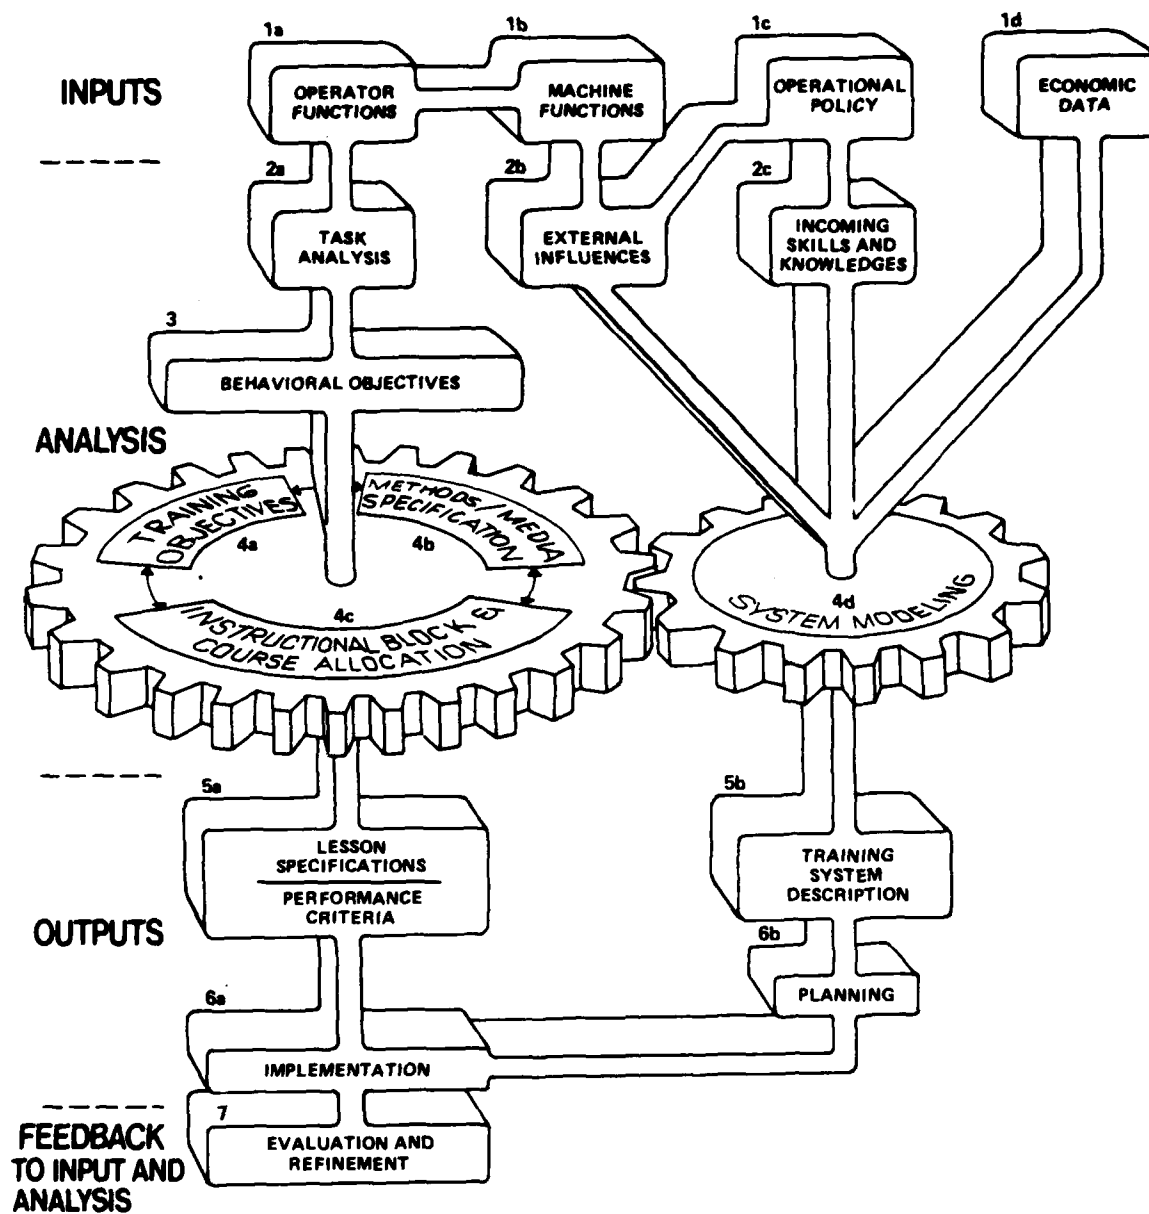 1a
1b
1c
1d
INPUTS
OPERATOR
FUNCTIONS
MACHINE
FUNCTIONS
OPERATIONAL
POLICY
ECONOMIC
DATA
2a
2b
2c
TASK
ANALYSIS
EXTERNAL
INFLUENCES
INCOMING
SKILLS AND
KNOWLEDGES
3
BEHAVIORAL OBJECTIVES
ANALYSIS
TRAINING
OBJECTIVES
4a
METHODS/MEDIA
SPECIFICATION
4b
4c
INSTRUCTIONAL BLOCK &
COURSE ALLOCATION
4d
SYSTEM MODELING
5a
5b
LESSON
SPECIFICATIONS
PERFORMANCE
CRITERIA
TRAINING
SYSTEM
DESCRIPTION
OUTPUTS
6b
PLANNING
6a
IMPLEMENTATION
7
EVALUATION AND
REFINEMENT
FEEDBACK
TO INPUT AND
ANALYSIS